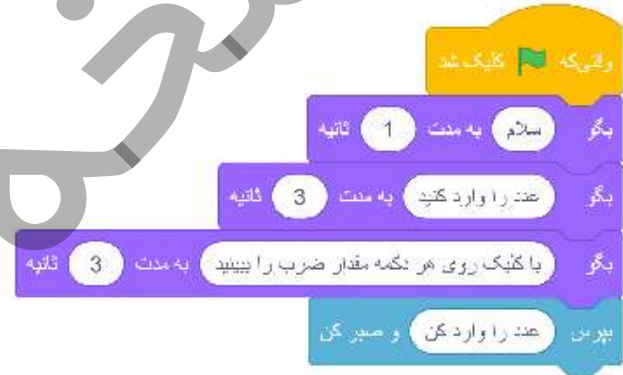 وقتی‌که کلیک شد
بگو سلام به مدت 1 ثانیه
بگو عدد را وارد کنید به مدت 3 ثانیه
بگو با کلیک روی هر دکمه مقدار ضرب را ببینید به مدت 3 ثانیه
بپرس عدد را وارد کن و صبر کن